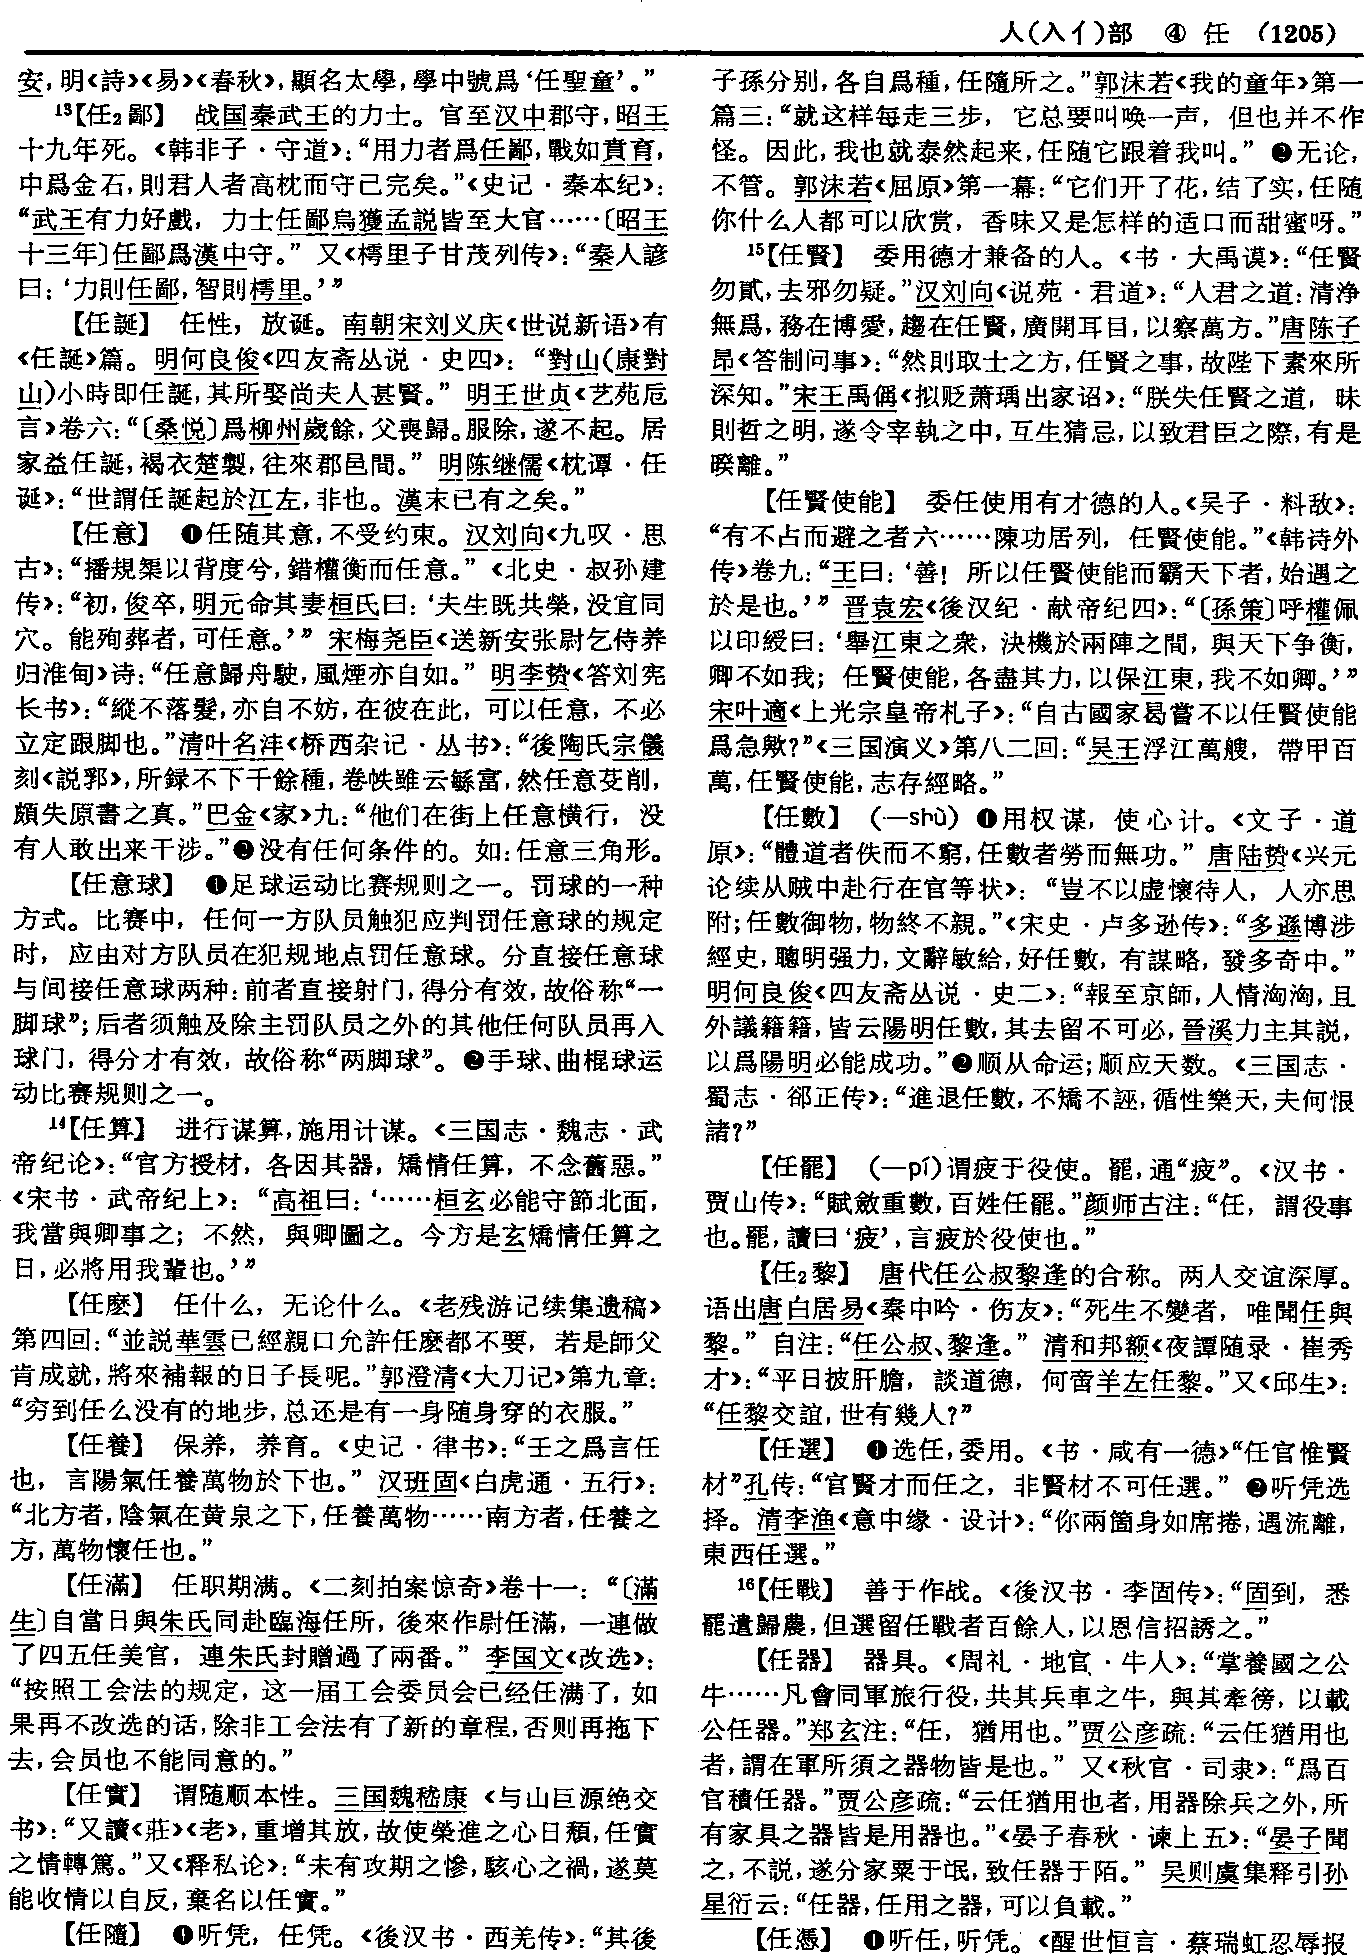 人(入亻)部　④　任　(1205)
安,明《詩》《易》《春秋》,顯名太學,學中號爲‘任聖童’。”
13【任₂鄙】　战国秦武王的力士。官至汉中郡守,昭王
十九年死。《韩非子·守道》:“用力者爲任鄙,戰如賁育,
中爲金石,則君人者高枕而守己完矣。”《史记·秦本纪》:
“武王有力好戲,力士任鄙烏獲孟説皆至大官……〔昭王
十三年〕任鄙爲漢中守。”又《樗里子甘茂列传》:“秦人諺
曰:‘力則任鄙,智則樗里。’”
【任誕】　任性,放诞。南朝宋刘义庆《世说新语》有
《任誕》篇。明何良俊《四友斋丛说·史四》:“對山(康對
山)小時即任誕,其所娶尚夫人甚賢。”明王世贞《艺苑卮
言》卷六:“〔桑悦〕爲柳州歲餘,父喪歸。服除,遂不起。居
家益任誕,褐衣楚製,往來郡邑間。”明陈继儒《枕谭·任
诞》:“世謂任誕起於江左,非也。漢末已有之矣。”
【任意】　❶任随其意,不受约束。汉刘向《九叹·思
古》:“播規榘以背度兮,錯權衡而任意。”《北史·叔孙建
传》:“初,俊卒,明元命其妻桓氏曰:‘夫生既共榮,没宜同
穴。能殉葬者,可任意。’”宋梅尧臣《送新安张尉乞侍养
归淮甸》诗:“任意歸舟駛,風煙亦自如。”明李贽《答刘宪
长书》:“縱不落髮,亦自不妨,在彼在此,可以任意,不必
立定跟脚也。”清叶名沣《桥西杂记·丛书》:“後陶氏宗儀
刻《説郛》,所録不下千餘種,卷帙雖云緐富,然任意芟削,
頗失原書之真。”巴金《家》九:“他们在街上任意横行,没
有人敢出来干涉。”❷没有任何条件的。如:任意三角形。
【任意球】　❶足球运动比赛规则之一。罚球的一种
方式。比赛中,任何一方队员触犯应判罚任意球的规定
时,应由对方队员在犯规地点罚任意球。分直接任意球
与间接任意球两种:前者直接射门,得分有效,故俗称“一
脚球”;后者须触及除主罚队员之外的其他任何队员再入
球门,得分才有效,故俗称“两脚球”。❷手球、曲棍球运
动比赛规则之一。
14【任算】　进行谋算,施用计谋。《三国志·魏志·武
帝纪论》:“官方授材,各因其器,矯情任算,不念舊惡。”
《宋书·武帝纪上》:“高祖曰:‘……桓玄必能守節北面,
我當與卿事之;不然,與卿圖之。今方是玄矯情任算之
日,必將用我輩也。’”
【任麽】　任什么,无论什么。《老残游记续集遗稿》
第四回:“並説華雲已經親口允許任麽都不要,若是師父
肯成就,將來補報的日子長呢。”郭澄清《大刀记》第九章:
“穷到任么没有的地步,总还是有一身随身穿的衣服。”
【任養】　保养,养育。《史记·律书》:“壬之爲言任
也,言陽氣任養萬物於下也。”汉班固《白虎通·五行》:
“北方者,陰氣在黄泉之下,任養萬物……南方者,任養之
方,萬物懷任也。”
【任滿】　任职期满。《二刻拍案惊奇》卷十一:“〔滿
生〕自當日與朱氏同赴臨海任所,後來作尉任滿,一連做
了四五任美官,連朱氏封贈過了兩番。”李国文《改选》:
“按照工会法的规定,这一届工会委员会已经任满了,如
果再不改选的话,除非工会法有了新的章程,否则再拖下
去,会员也不能同意的。”
【任實】　谓随顺本性。三国魏嵇康《与山巨源绝交
书》:“又讀《莊》《老》,重增其放,故使榮進之心日頽,任實
之情轉篤。”又《释私论》:“未有攻期之慘,駭心之禍,遂莫
能收情以自反,棄名以任實。”
【任隨】　❶听凭,任凭。《後汉书·西羌传》:“其後
子孫分别,各自爲種,任隨所之。”郭沫若《我的童年》第一
篇三:“就这样每走三步,它总要叫唤一声,但也并不作
怪。因此,我也就泰然起来,任随它跟着我叫。”❷无论,
不管。郭沫若《屈原》第一幕:“它们开了花,结了实,任随
你什么人都可以欣赏,香味又是怎样的适口而甜蜜呀。”
15【任賢】　委用德才兼备的人。《书·大禹谟》:“任賢
勿貳,去邪勿疑。”汉刘向《说苑·君道》:“人君之道:清净
無爲,務在博愛,趨在任賢,廣開耳目,以察萬方。”唐陈子
昂《答制问事》:“然則取士之方,任賢之事,故陛下素來所
深知。”宋王禹偁《拟贬萧瑀出家诏》:“朕失任賢之道,昧
則哲之明,遂令宰執之中,互生猜忌,以致君臣之際,有是
暌離。”
【任賢使能】　委任使用有才德的人。《吴子·料敌》:
“有不占而避之者六……陳功居列,任賢使能。”《韩诗外
传》卷九:“王曰:‘善!所以任賢使能而霸天下者,始遇之
於是也。’”晋袁宏《後汉纪·献帝纪四》:“〔孫策〕呼權佩
以印綬曰:‘舉江東之衆,決機於兩陣之間,與天下争衡,
卿不如我;任賢使能,各盡其力,以保江東,我不如卿。’”
宋叶適《上光宗皇帝札子》:“自古國家曷嘗不以任賢使能
爲急歟?”《三国演义》第八二回:“吴王浮江萬艘,帶甲百
萬,任賢使能,志存經略。”
【任數】　(—shù)❶用权谋,使心计。《文子·道
原》:“體道者佚而不窮,任數者勞而無功。”唐陆贽《兴元
论续从贼中赴行在官等状》:“豈不以虚懷待人,人亦思
附;任數御物,物終不親。”《宋史·卢多逊传》:“多遜博涉
經史,聰明强力,文辭敏給,好任數,有謀略,發多奇中。”
明何良俊《四友斋丛说·史二》:“報至京師,人情洶洶,且
外議籍籍,皆云陽明任數,其去留不可必,晉溪力主其説,
以爲陽明必能成功。”❷顺从命运;顺应天数。《三国志·
蜀志·郤正传》:“進退任數,不矯不誣,循性樂天,夫何恨
諸?”
【任罷】　(—pí)谓疲于役使。罷,通“疲”。《汉书·
贾山传》:“賦斂重數,百姓任罷。”颜师古注:“任,謂役事
也。罷,讀曰‘疲’,言疲於役使也。”
【任₂黎】　唐代任公叔黎逢的合称。两人交谊深厚。
语出唐白居易《秦中吟·伤友》:“死生不變者,唯聞任與
黎。”自注:“任公叔、黎逢。”清和邦额《夜譚随录·崔秀
才》:“平日披肝膽,談道德,何啻羊左任黎。”又《邱生》:
“任黎交誼,世有幾人?”
【任選】　❶选任,委用。《书·咸有一德》“任官惟賢
材”孔传:“官賢才而任之,非賢材不可任選。”❷听凭选
择。清李渔《意中缘·设计》:“你兩箇身如席捲,遇流離,
東西任選。”
16【任戰】　善于作战。《後汉书·李固传》:“固到,悉
罷遣歸農,但選留任戰者百餘人,以恩信招誘之。”
【任器】　器具。《周礼·地官·牛人》:“掌養國之公
牛……凡會同軍旅行役,共其兵車之牛,與其牽徬,以載
公任器。”郑玄注:“任,猶用也。”贾公彦疏:“云任猶用也
者,謂在軍所須之器物皆是也。”又《秋官·司隶》:“爲百
官積任器。”贾公彦疏:“云任猶用也者,用器除兵之外,所
有家具之器皆是用器也。”《晏子春秋·谏上五》:“晏子聞
之,不説,遂分家粟于氓,致任器于陌。”吴则虞集释引孙
星衍云:“任器,任用之器,可以負載。”
【任憑】　❶听任,听凭。《醒世恒言·蔡瑞虹忍辱报